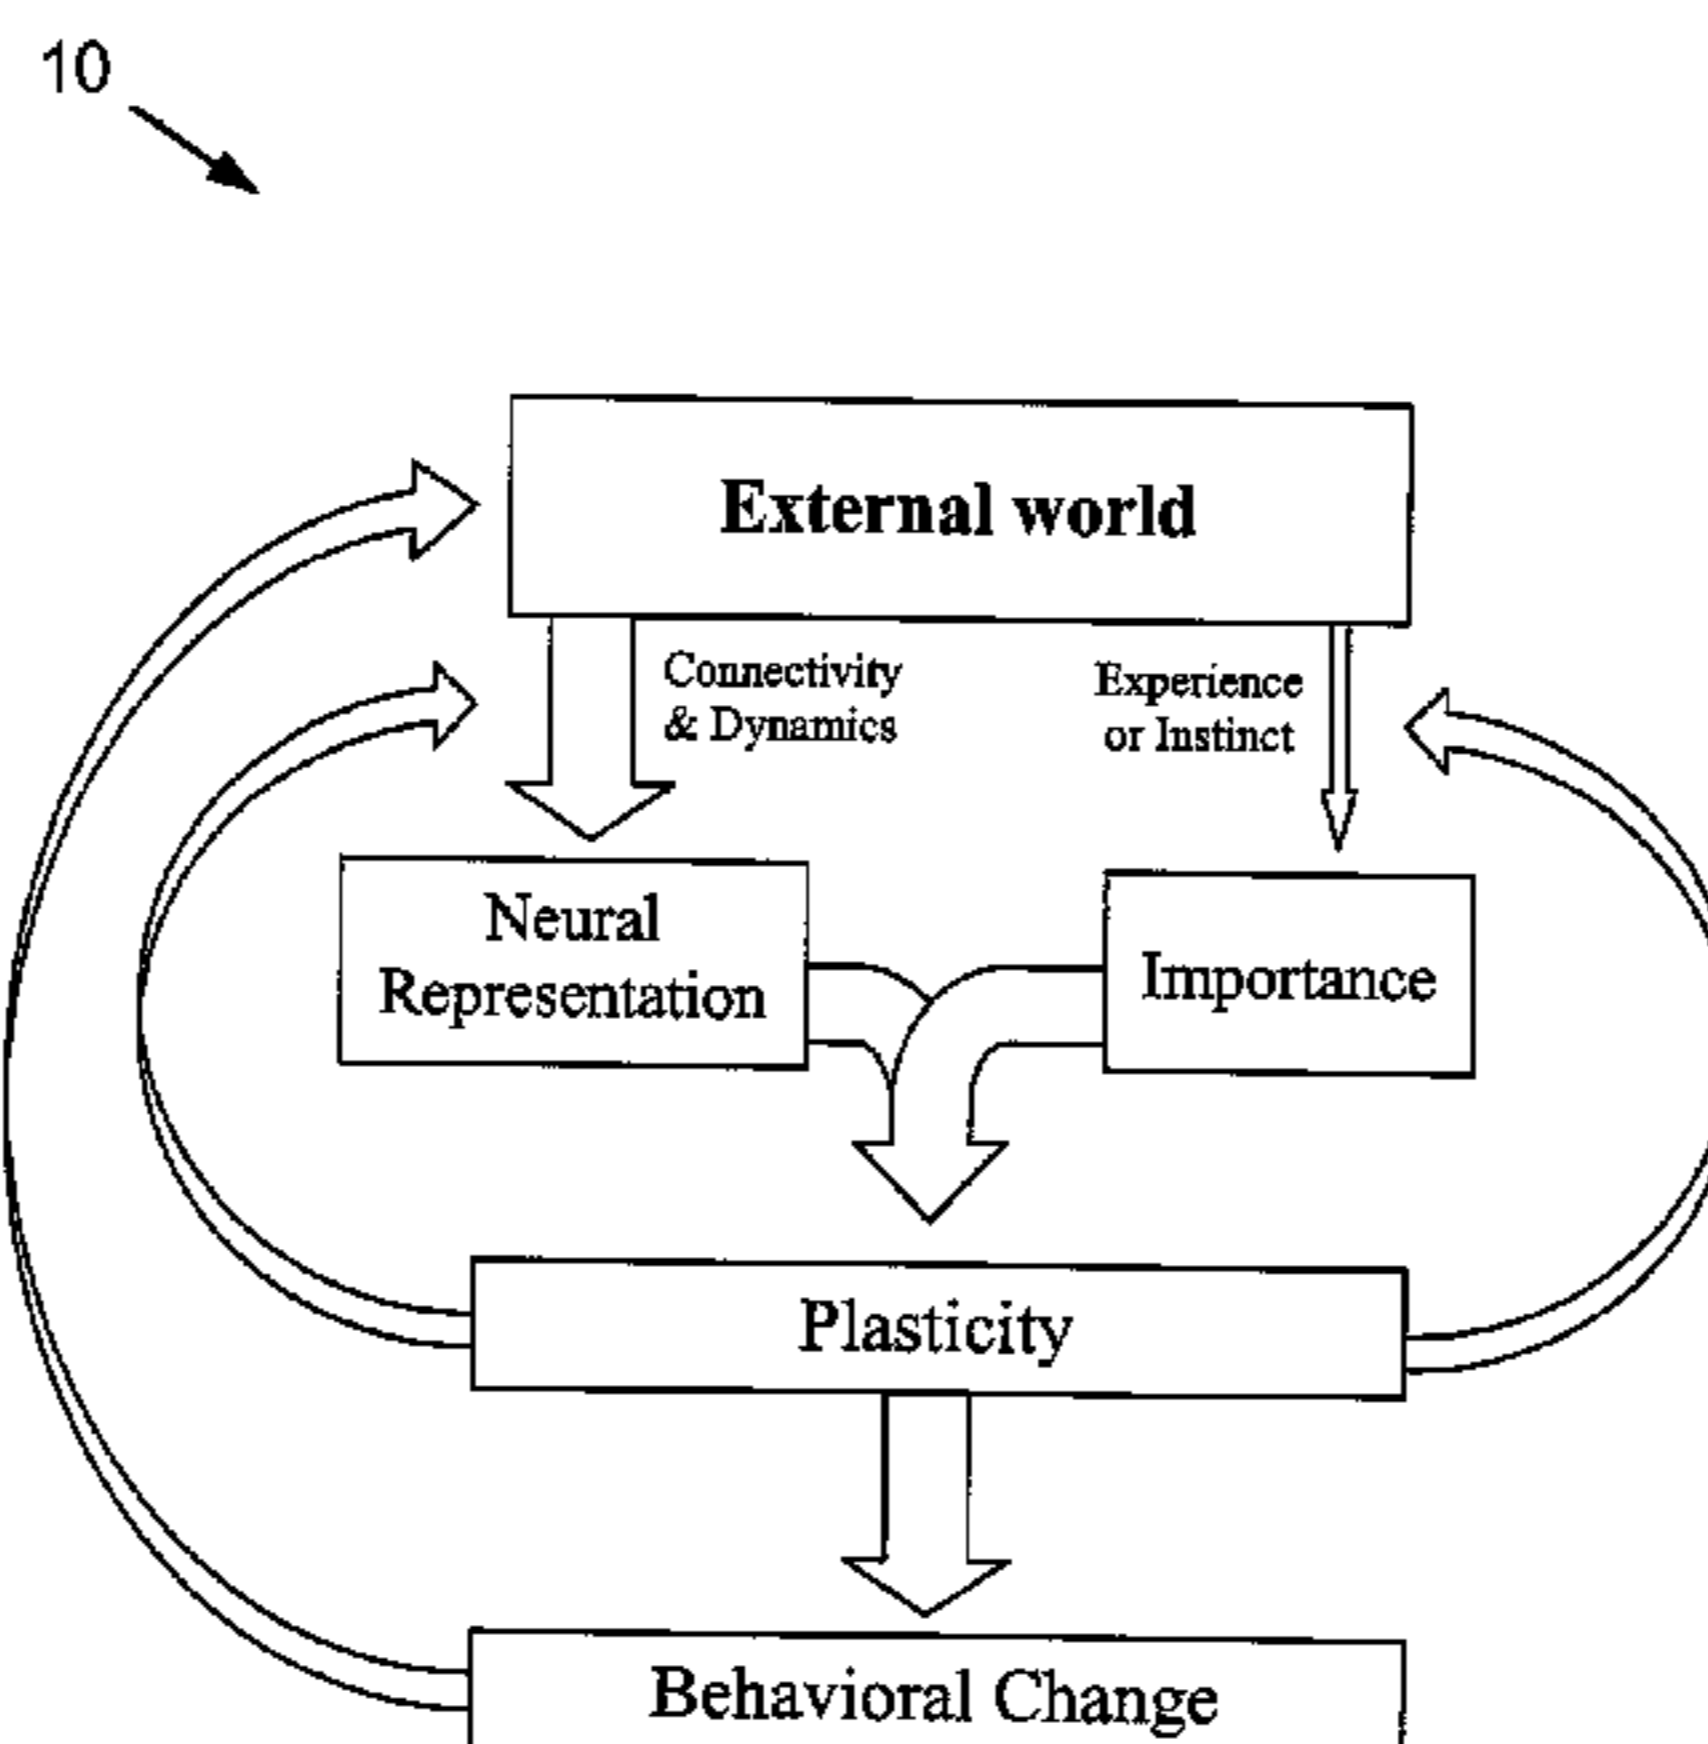 10
External world
Connectivity
& Dynamics
Experience
or Instinct
Neural
Representation
Importance
Plasticity
Behavioral Change